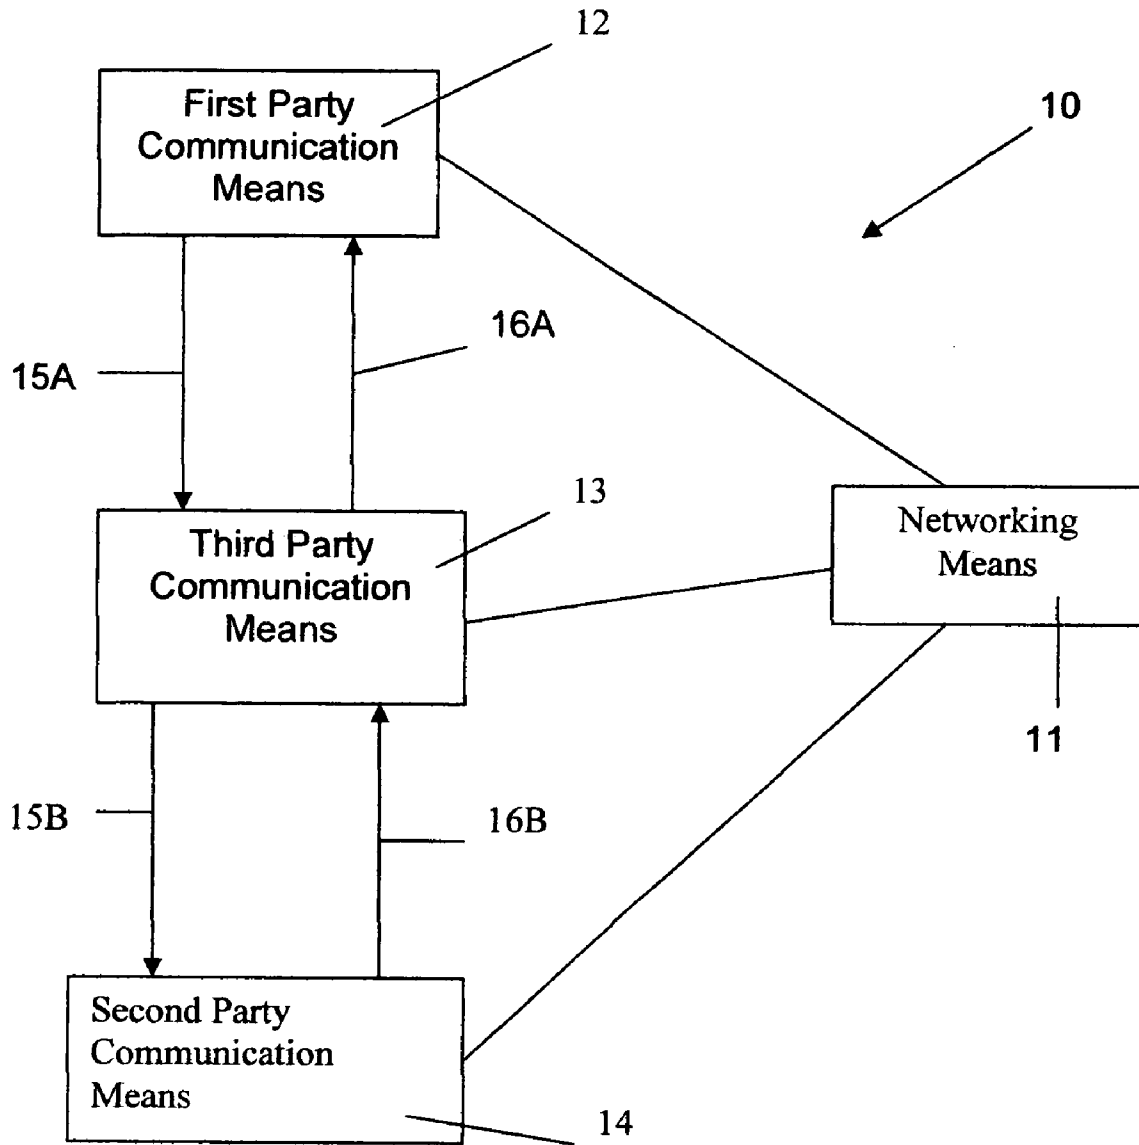 12
First Party
Communication
Means
10
16A
15A
13
Third Party
Communication
Means
Networking
Means
11
15B
16B
Second Party
Communication
Means
14